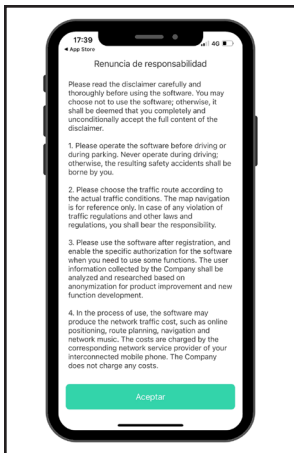 17:39
4G
App Store
Renuncia de responsabilidad
Please read the disclaimer carefully and
thoroughly before using the software. You may
choose not to use the software; otherwise, it
shall be deemed that you completely and
unconditionally accept the full content of the
disclaimer.
1. Please operate the software before driving or
during parking. Never operate during driving;
otherwise, the resulting safety accidents shall be
borne by you.
2. Please choose the traffic route according to
the actual traffic conditions. The map navigation
is for reference only. In case of any violation of
traffic regulations and other laws and
regulations, you shall bear the responsibility.
3. Please use the software after registration, and
enable the specific authorization for the software
when you need to use some functions. The user
information collected by the Company shall be
analyzed and researched based on
anonymization for product improvement and new
function development.
4. In the process of use, the software may
produce the network traffic cost, such as online
positioning, route planning, navigation and
network music. The costs are charged by the
corresponding network service provider of your
interconnected mobile phone. The Company
does not charge any costs.
Aceptar